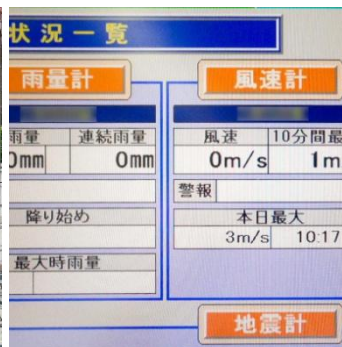 状況一覧
雨量計
風速計
雨量 連続雨量
風速 10分間最
0mm 0mm
0m/s 1m
警報
降り始め
本日最大
3m/s 10:17
最大時雨量
地震計